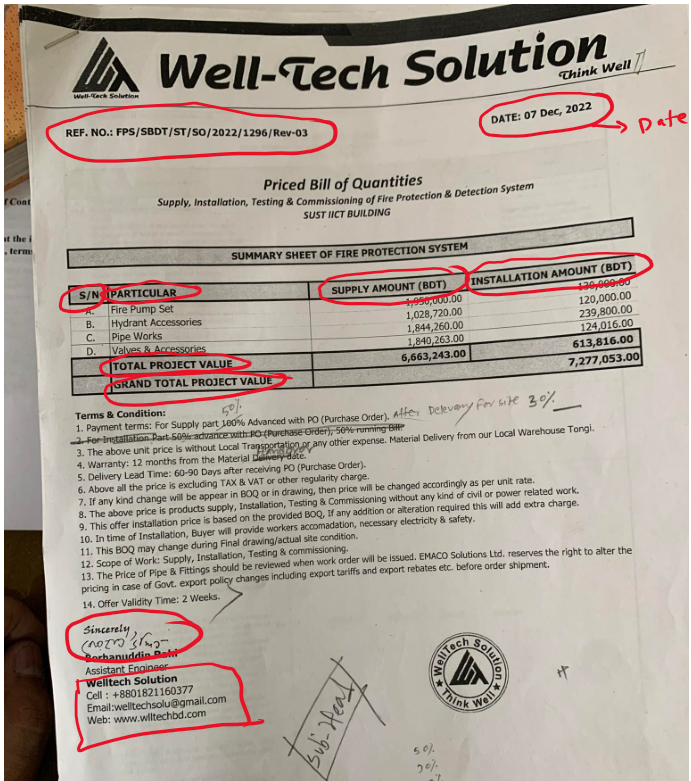 Well-Tech Solution
Well-Tech Solution
Think Well
REF. NO.: FPS/SBDT/ST/SO/2022/1296/Rev-03
DATE: 07 Dec, 2022
Date
Priced Bill of Quantities
Supply, Installation, Testing & Commissioning of Fire Protection & Detection System
SUST IICT BUILDING
SUMMARY SHEET OF FIRE PROTECTION SYSTEM
S/N PARTICULAR SUPPLY AMOUNT (BDT) INSTALLATION AMOUNT (BDT)
A. Fire Pump Set 1,950,000.00 130,000.00
B. Hydrant Accessories 1,028,720.00 120,000.00
C. Pipe Works 1,844,260.00 239,800.00
D. Valves & Accessories 1,840,263.00 124,016.00
TOTAL PROJECT VALUE 6,663,243.00 613,816.00
GRAND TOTAL PROJECT VALUE 7,277,053.00
Terms & Condition:
50%
1. Payment terms: For Supply part 100% Advanced with PO (Purchase Order). After Delevary For site 30%
2. For Installation Part 50% advance with PO (Purchase Order), 50% running Bill
3. The above unit price is without Local Transportation or any other expense. Material Delivery from our Local Warehouse Tongi.
4. Warranty: 12 months from the Material Delivery date.
5. Delivery Lead Time: 60-90 Days after receiving PO (Purchase Order).
6. Above all the price is excluding TAX & VAT or other regularity charge.
7. If any kind change will be appear in BOQ or in drawing, then price will be changed accordingly as per unit rate.
8. The above price is products supply, Installation, Testing & Commissioning without any kind of civil or power related work.
9. This offer installation price is based on the provided BOQ, If any addition or alteration required this will add extra charge.
10. In time of Installation, Buyer will provide workers accomadation, necessary electricity & safety.
11. This BOQ may change during Final drawing/actual site condition.
12. Scope of Work: Supply, Installation, Testing & commissioning.
13. The Price of Pipe & Fittings should be reviewed when work order will be issued. EMACO Solutions Ltd. reserves the right to alter the
pricing in case of Govt. export policy changes including export tariffs and export rebates etc. before order shipment.
14. Offer Validity Time: 2 Weeks.
Sincerely,
Borhanuddin Rabi
Assistant Engineer
Welltech Solution
Cell : +8801821160377
Email:welltechsolu@gmail.com
Web: www.wlltechbd.com
WellTech Solution
Think Well
Sub-Head
50%